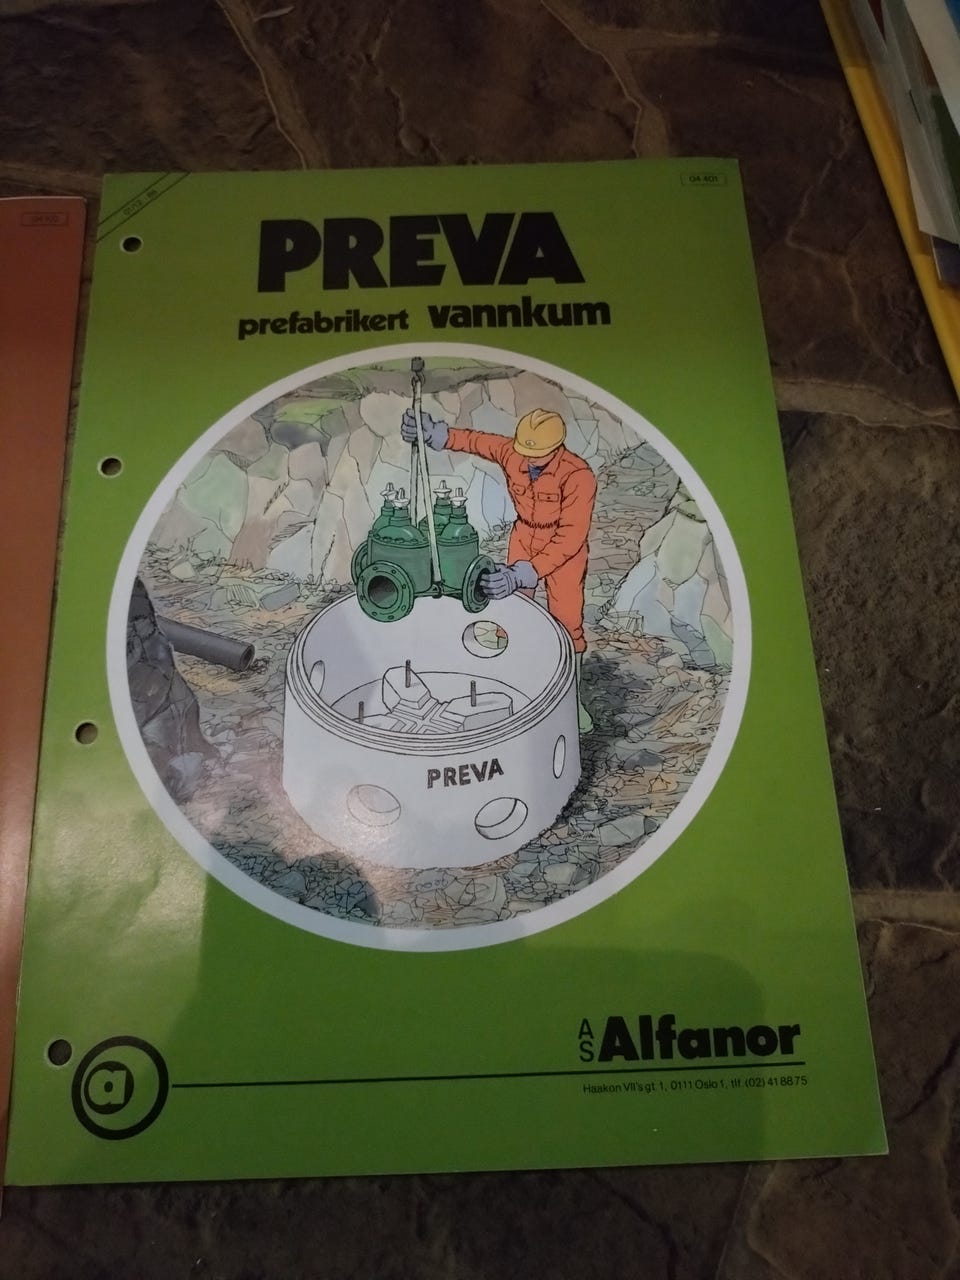 04 401
PREVA
prefabrikert vannkum
PREVA
AS Alfanor
Haakon VII's gt. 1, 0111 Oslo 1, tlf. (02) 41 88 75
a